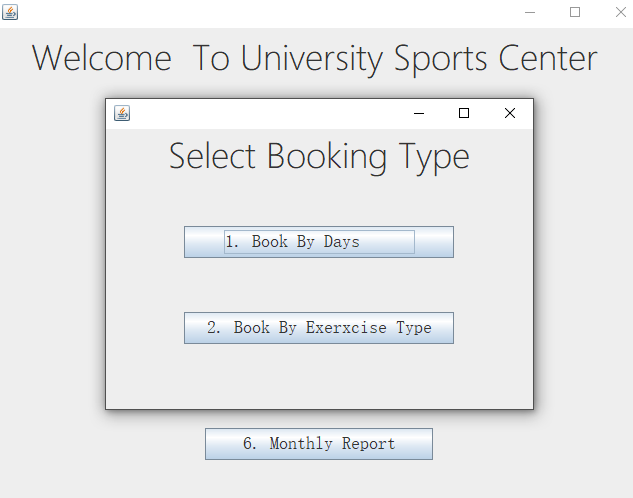 Welcome  To University Sports Center
Select Booking Type
1. Book By Days
2. Book By Exerxcise Type
6. Monthly Report